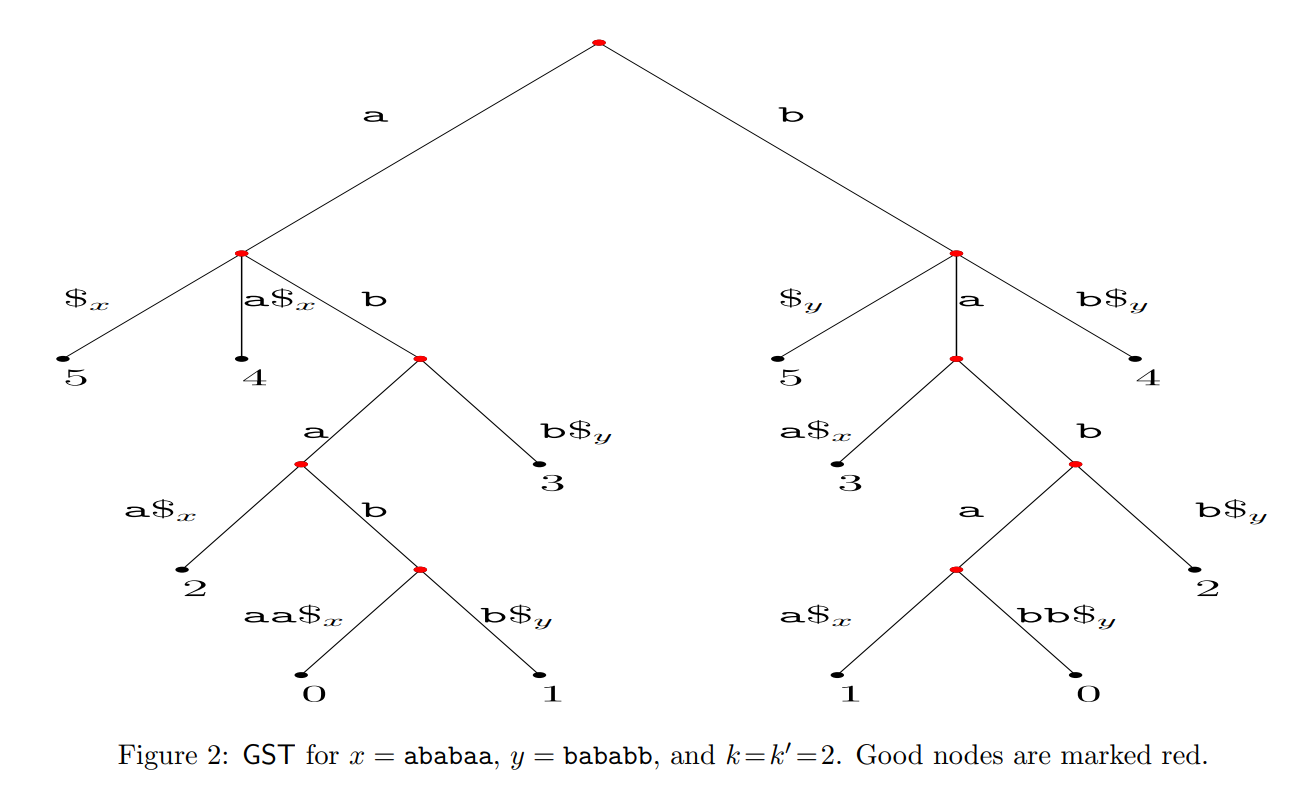 a b
$x a$x b $y a b$y
5 4 5 4
a b$y a$x b
3 3
a$x b a b$y
2 2
aa$x b$y a$x bb$y
0 1 1 0
Figure 2: GST for x = ababaa, y = bababb, and k=k′=2. Good nodes are marked red.